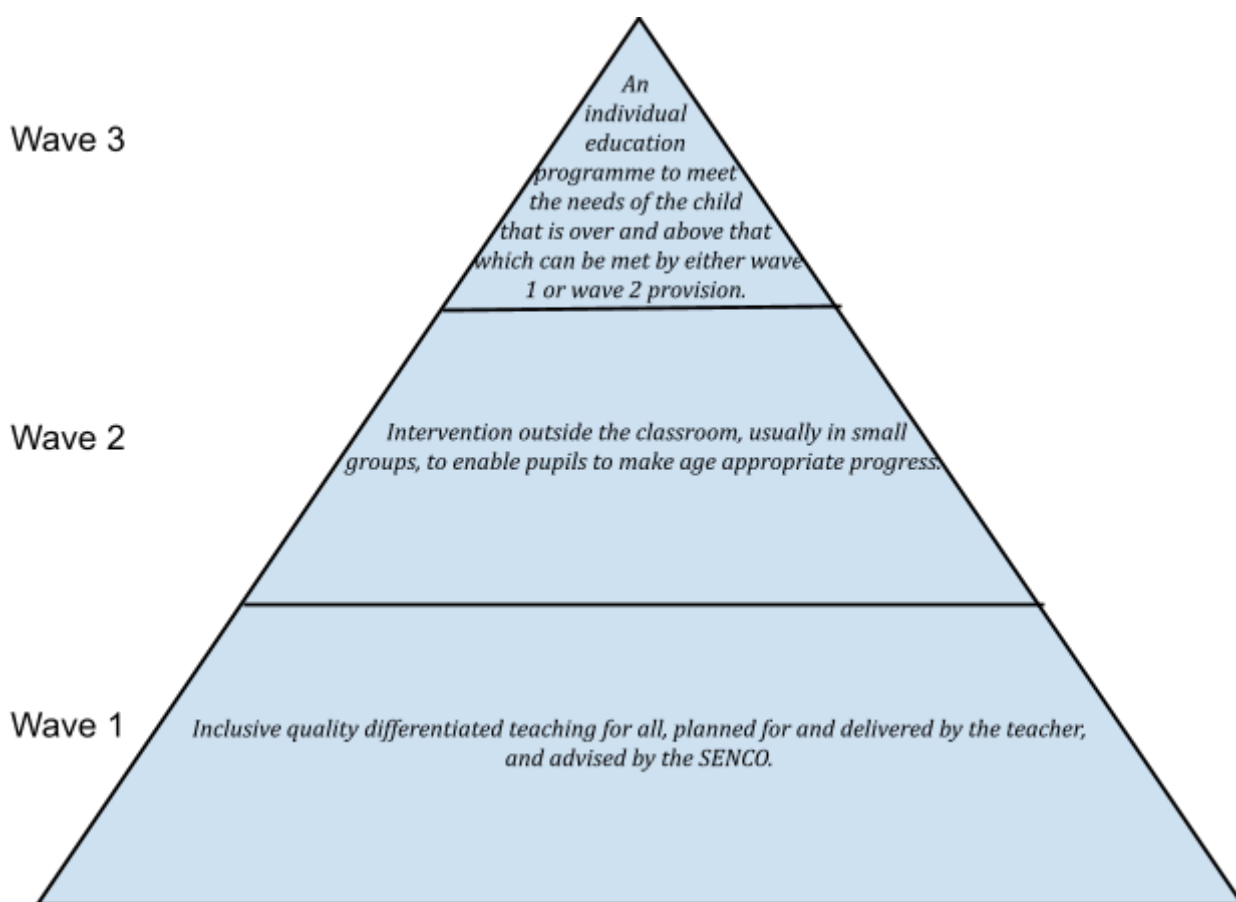 Wave 3
An
individual
education
programme to meet
the needs of the child
that is over and above that
which can be met by either wave
1 or wave 2 provision.
Wave 2
Intervention outside the classroom, usually in small
groups, to enable pupils to make age appropriate progress.
Wave 1
Inclusive quality differentiated teaching for all, planned for and delivered by the teacher,
and advised by the SENCO.